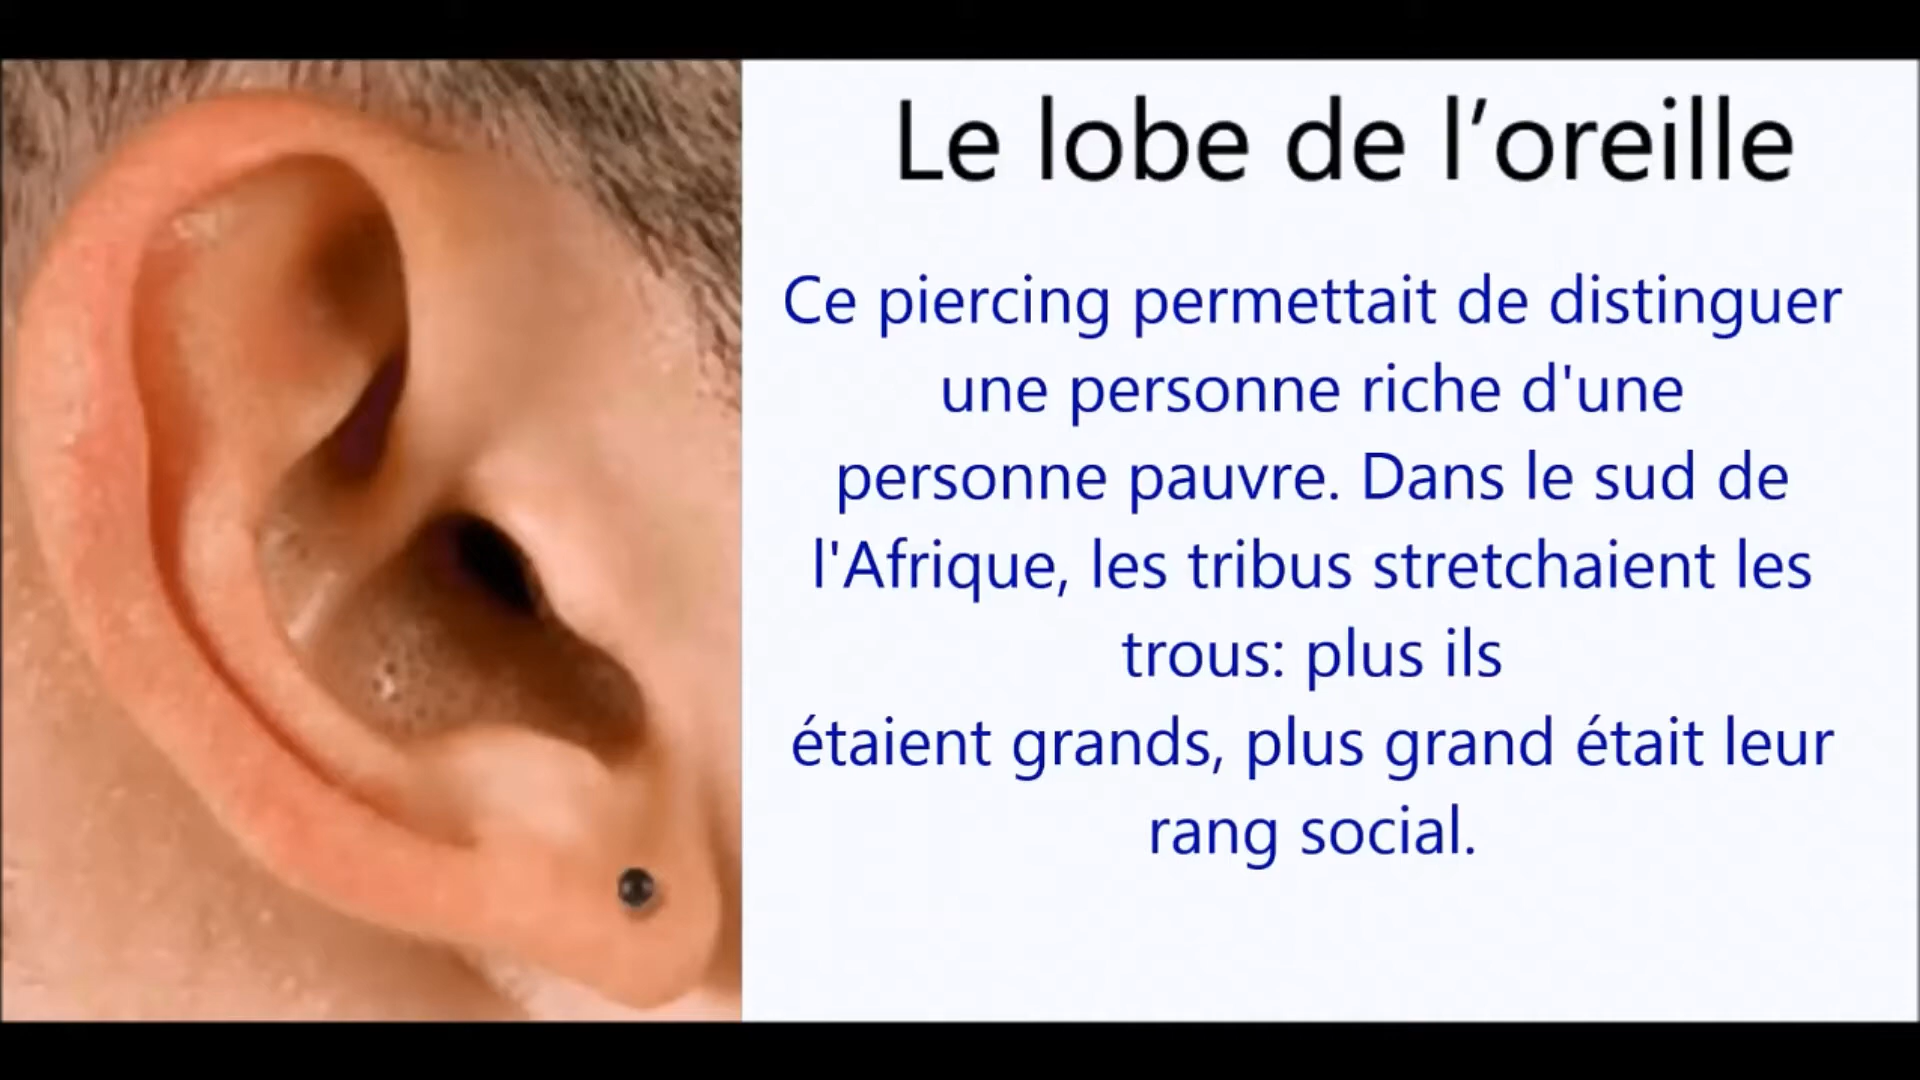 Le lobe de l’oreille
Ce piercing permettait de distinguer
une personne riche d'une
personne pauvre. Dans le sud de
l'Afrique, les tribus stretchaient les
trous: plus ils
étaient grands, plus grand était leur
rang social.